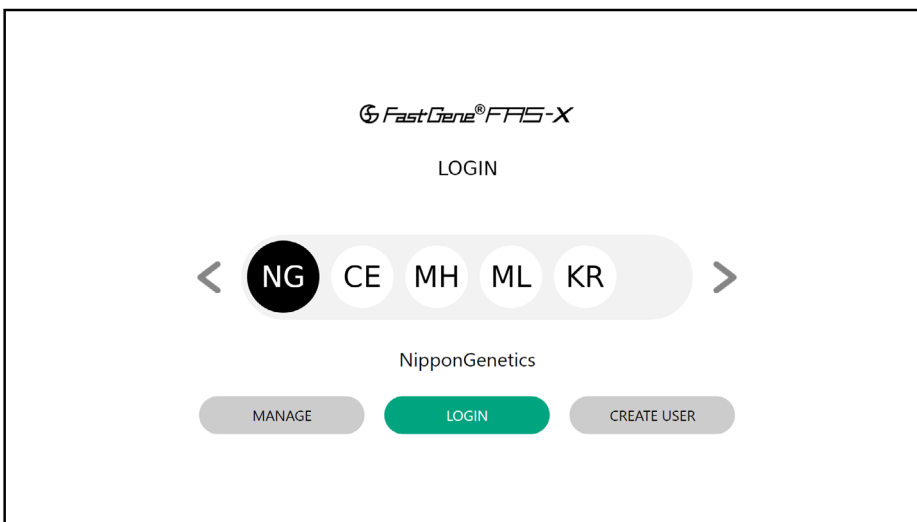 FastGene® FAS-X
LOGIN
NG CE MH ML KR
NipponGenetics
MANAGE LOGIN CREATE USER